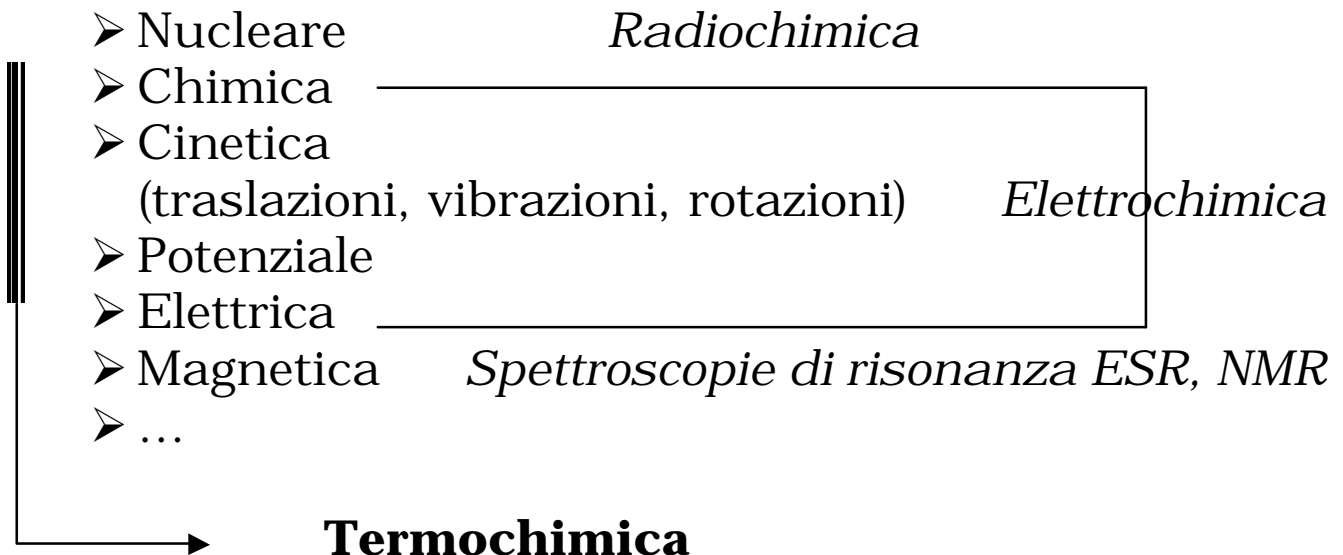 ➢ Nucleare Radiochimica
➢ Chimica
➢ Cinetica
(traslazioni, vibrazioni, rotazioni) Elettrochimica
➢ Potenziale
➢ Elettrica
➢ Magnetica Spettroscopie di risonanza ESR, NMR
➢ …
Termochimica